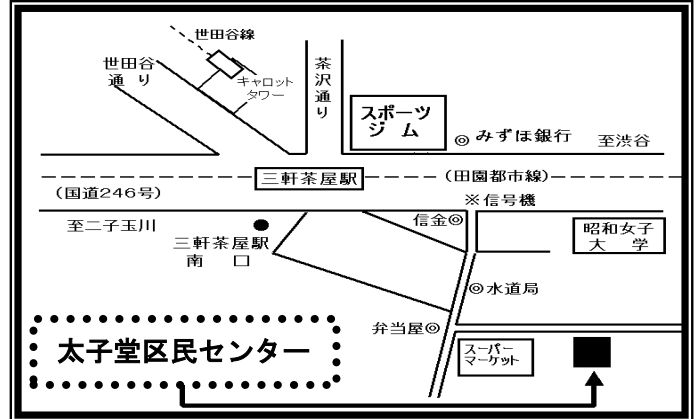 世田谷線
世田谷
通り
キャロット
タワー
茶沢通り
スポーツ
ジム
◎みずほ銀行
至渋谷
三軒茶屋駅
(田園都市線)
(国道246号)
※信号機
至二子玉川
三軒茶屋駅
南口
信金◎
昭和女子
大学
◎水道局
弁当屋◎
太子堂区民センター
スーパー
マーケット